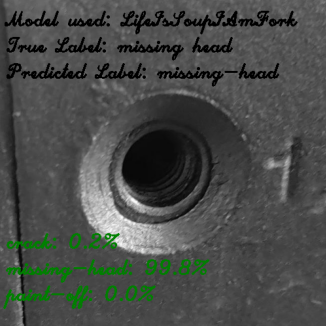 Model used: LifeIsSoupIAmFork
True Label: missing head
Predicted Label: missing-head
crack: 0.2%
missing-head: 99.8%
paint-off: 0.0%